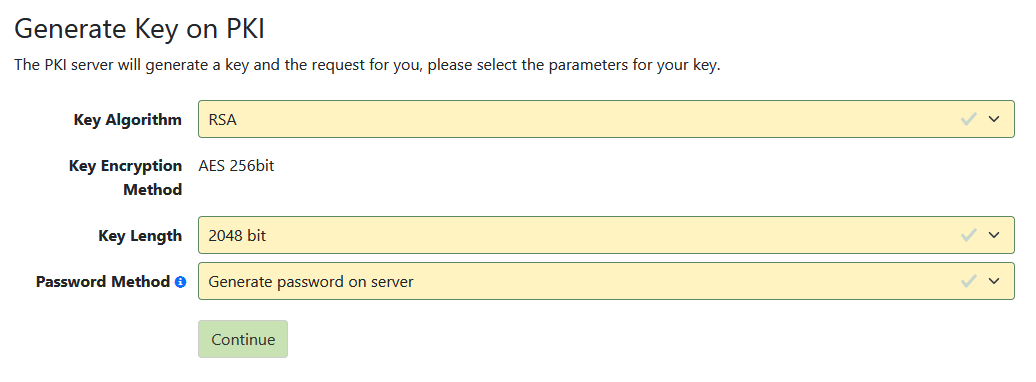 Generate Key on PKI
The PKI server will generate a key and the request for you, please select the parameters for your key.
Key Algorithm RSA
Key Encryption AES 256bit
Method
Key Length 2048 bit
Password Method Generate password on server
Continue